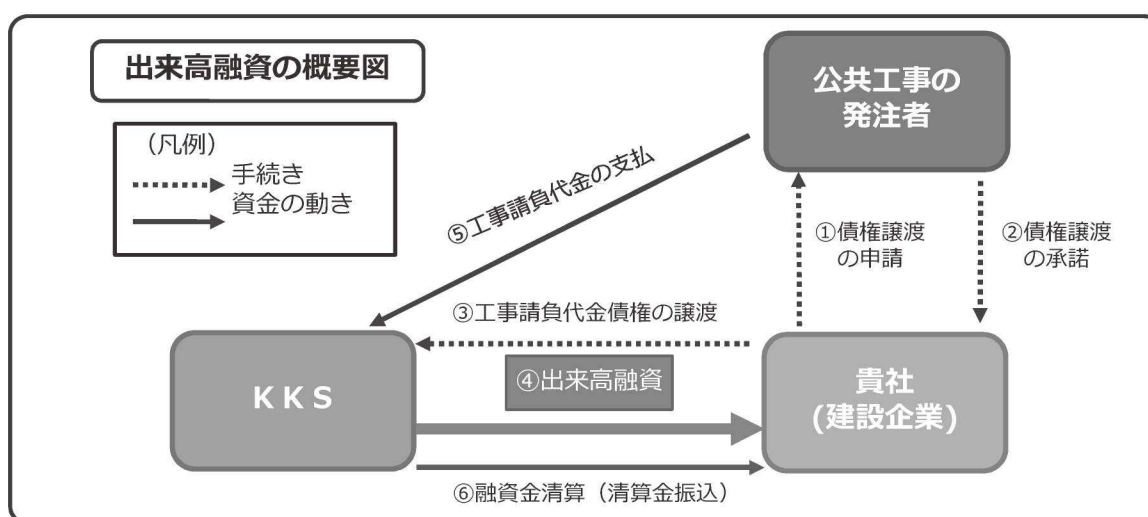 出来高融資の概要図
(凡例)
手続き
資金の動き
公共工事の
発注者
⑤工事請負代金の支払
①債権譲渡
の申請
②債権譲渡
の承諾
③工事請負代金債権の譲渡
④出来高融資
KKS
貴社
(建設企業)
⑥融資金清算（清算金振込）